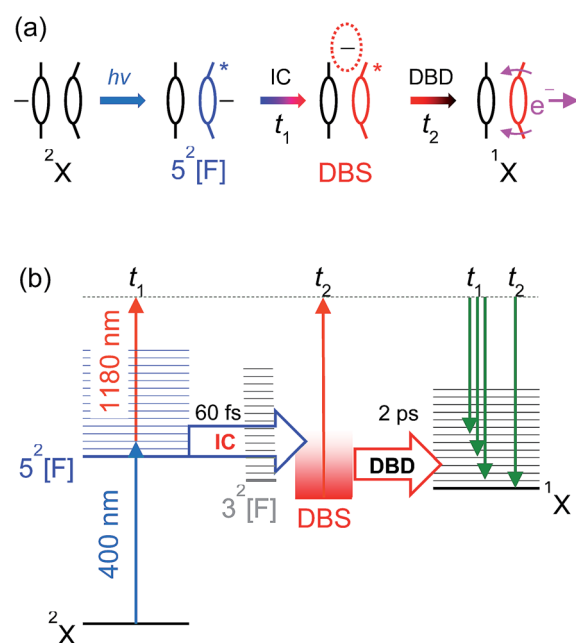 (a)
*
hν
IC
t₁
*
DBD
t₂
e⁻
²X
5²[F]
DBS
¹X
(b)
t₁
t₂
t₁
t₂
1180 nm
60 fs
IC
2 ps
DBD
5²[F]
3²[F]
DBS
¹X
400 nm
²X